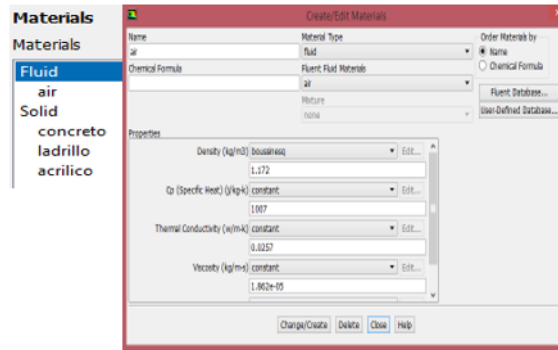 Materials
Materials
Fluid
air
Solid
concreto
ladrillo
acrilico
Create/Edit Materials
Name
air
Chemical Formula
Material Type
fluid
Fluent Fluid Materials
air
Mixture
none
Order Materials by
Name
Chemical Formula
Fluent Database...
User-Defined Database...
Properties
Density (kg/m3) boussinesq Edit...
1.172
Cp (Specific Heat) (j/kg-k) constant Edit...
1007
Thermal Conductivity (w/m-k) constant Edit...
0.0257
Viscosity (kg/m-s) constant Edit...
1.862e-05
Change/Create Delete Close Help